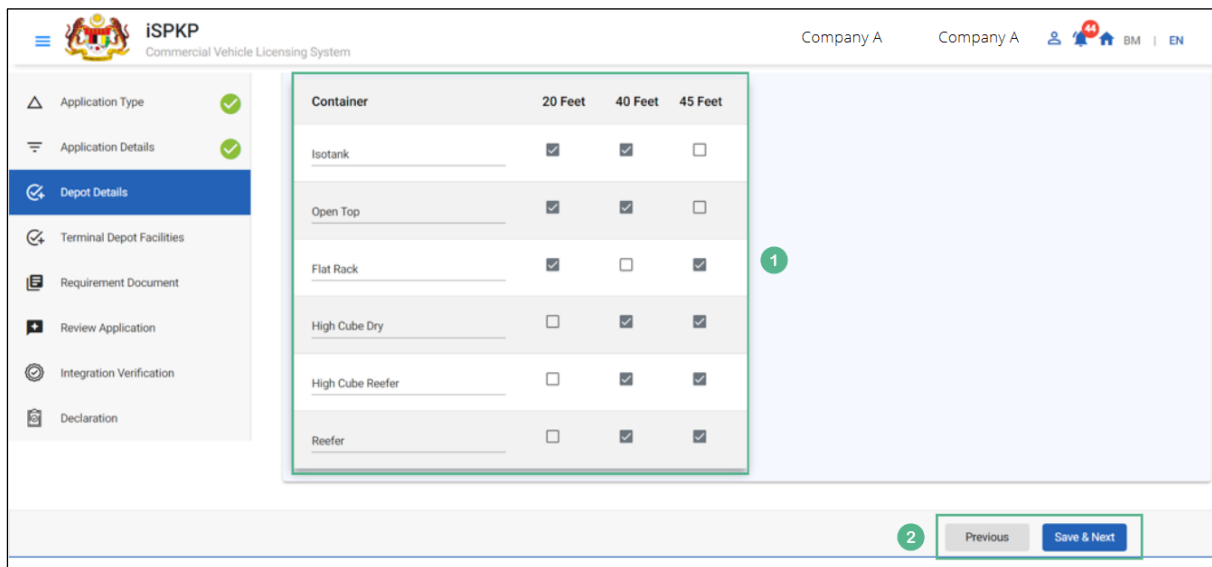 iSPKP
Commercial Vehicle Licensing System
Company A Company A 44 BM | EN
Application Type
Application Details
Depot Details
Terminal Depot Facilities
Requirement Document
Review Application
Integration Verification
Declaration
Container 20 Feet 40 Feet 45 Feet
Isotank
Open Top
Flat Rack
High Cube Dry
High Cube Reefer
Reefer
1
2 Previous Save & Next